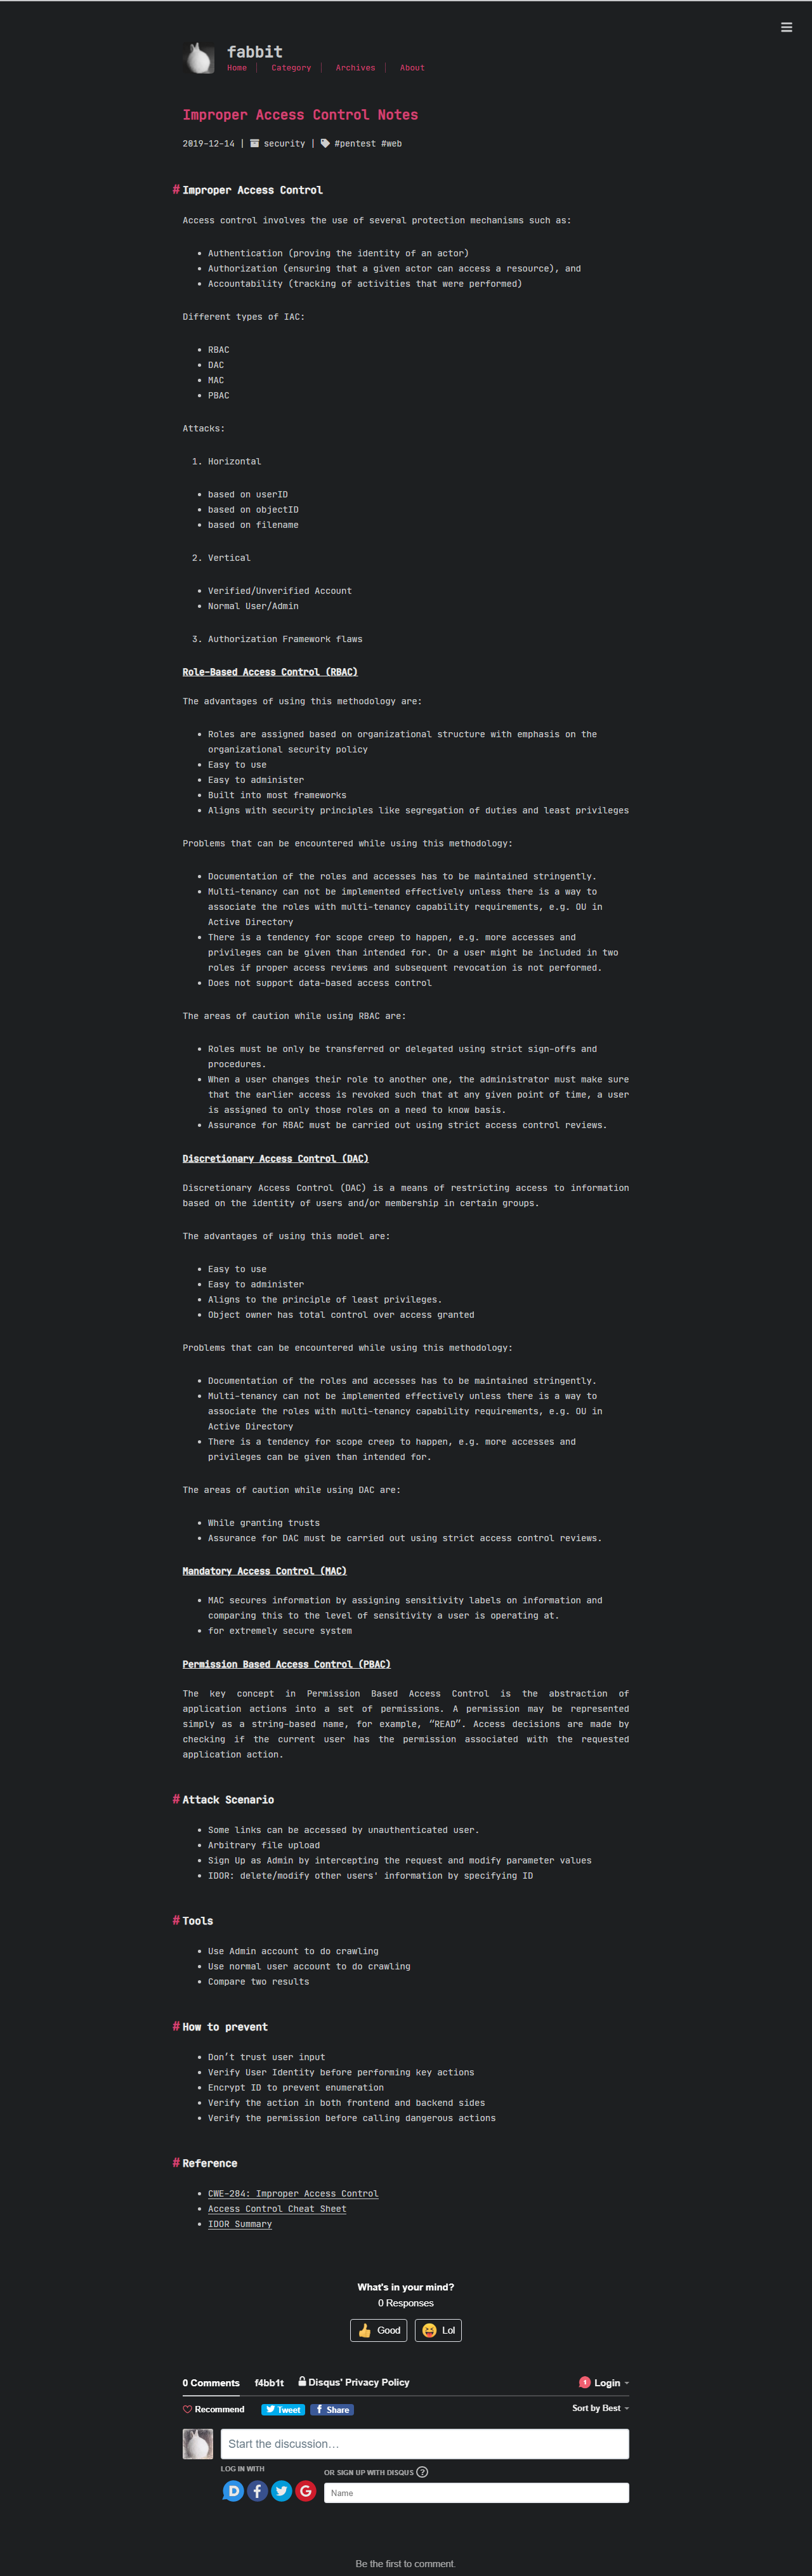 fabbit
Home
Category
Archives
About
Improper Access Control Notes
2019-12-14 | security | #pentest #web
# Improper Access Control
Access control involves the use of several protection mechanisms such as:
• Authentication (proving the identity of an actor)
• Authorization (ensuring that a given actor can access a resource), and
• Accountability (tracking of activities that were performed)
Different types of IAC:
• RBAC
• DAC
• MAC
• PBAC
Attacks:
1. Horizontal
• based on userID
• based on objectID
• based on filename
2. Vertical
• Verified/Unverified Account
• Normal User/Admin
3. Authorization Framework flaws
Role-Based Access Control (RBAC)
The advantages of using this methodology are:
• Roles are assigned based on organizational structure with emphasis on the
organizational security policy
• Easy to use
• Easy to administer
• Built into most frameworks
• Aligns with security principles like segregation of duties and least privileges
Problems that can be encountered while using this methodology:
• Documentation of the roles and accesses has to be maintained stringently.
• Multi-tenancy can not be implemented effectively unless there is a way to
associate the roles with multi-tenancy capability requirements, e.g. OU in
Active Directory
• There is a tendency for scope creep to happen, e.g. more accesses and
privileges can be given than intended for. Or a user might be included in two
roles if proper access reviews and subsequent revocation is not performed.
• Does not support data-based access control
The areas of caution while using RBAC are:
• Roles must be only be transferred or delegated using strict sign-offs and
procedures.
• When a user changes their role to another one, the administrator must make sure
that the earlier access is revoked such that at any given point of time, a user
is assigned to only those roles on a need to know basis.
• Assurance for RBAC must be carried out using strict access control reviews.
Discretionary Access Control (DAC)
Discretionary Access Control (DAC) is a means of restricting access to information
based on the identity of users and/or membership in certain groups.
The advantages of using this model are:
• Easy to use
• Easy to administer
• Aligns to the principle of least privileges.
• Object owner has total control over access granted
Problems that can be encountered while using this methodology:
• Documentation of the roles and accesses has to be maintained stringently.
• Multi-tenancy can not be implemented effectively unless there is a way to
associate the roles with multi-tenancy capability requirements, e.g. OU in
Active Directory
• There is a tendency for scope creep to happen, e.g. more accesses and
privileges can be given than intended for.
The areas of caution while using DAC are:
• While granting trusts
• Assurance for DAC must be carried out using strict access control reviews.
Mandatory Access Control (MAC)
• MAC secures information by assigning sensitivity labels on information and
comparing this to the level of sensitivity a user is operating at.
• for extremely secure system
Permission Based Access Control (PBAC)
The key concept in Permission Based Access Control is the abstraction of
application actions into a set of permissions. A permission may be represented
simply as a string-based name, for example, “READ”. Access decisions are made by
checking if the current user has the permission associated with the requested
application action.
# Attack Scenario
• Some links can be accessed by unauthenticated user.
• Arbitrary file upload
• Sign Up as Admin by intercepting the request and modify parameter values
• IDOR: delete/modify other users' information by specifying ID
# Tools
• Use Admin account to do crawling
• Use normal user account to do crawling
• Compare two results
# How to prevent
• Don’t trust user input
• Verify User Identity before performing key actions
• Encrypt ID to prevent enumeration
• Verify the action in both frontend and backend sides
• Verify the permission before calling dangerous actions
# Reference
• CWE-284: Improper Access Control
• Access Control Cheat Sheet
• IDOR Summary
What's in your mind?
0 Responses
Good
Lol
0 Comments
f4bb1t
Disqus' Privacy Policy
1
Login
Recommend
Tweet
Share
Sort by Best
Start the discussion…
LOG IN WITH
OR SIGN UP WITH DISQUS ?
Name
Be the first to comment.